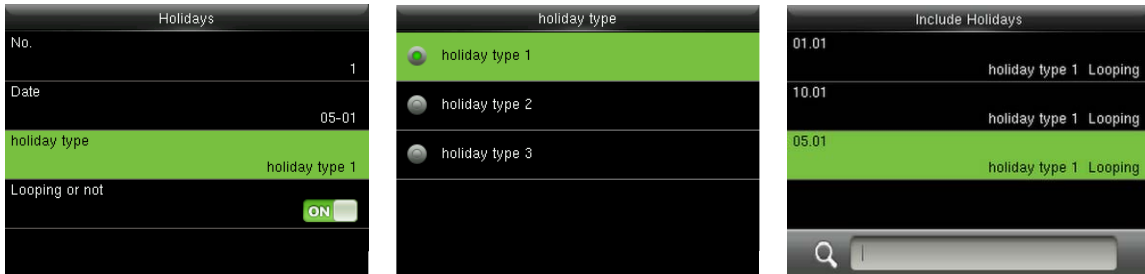 Holidays
No.
1
Date
05-01
holiday type
holiday type 1
Looping or not
ON
holiday type
holiday type 1
holiday type 2
holiday type 3
Include Holidays
01.01
holiday type 1 Looping
10.01
holiday type 1 Looping
05.01
holiday type 1 Looping